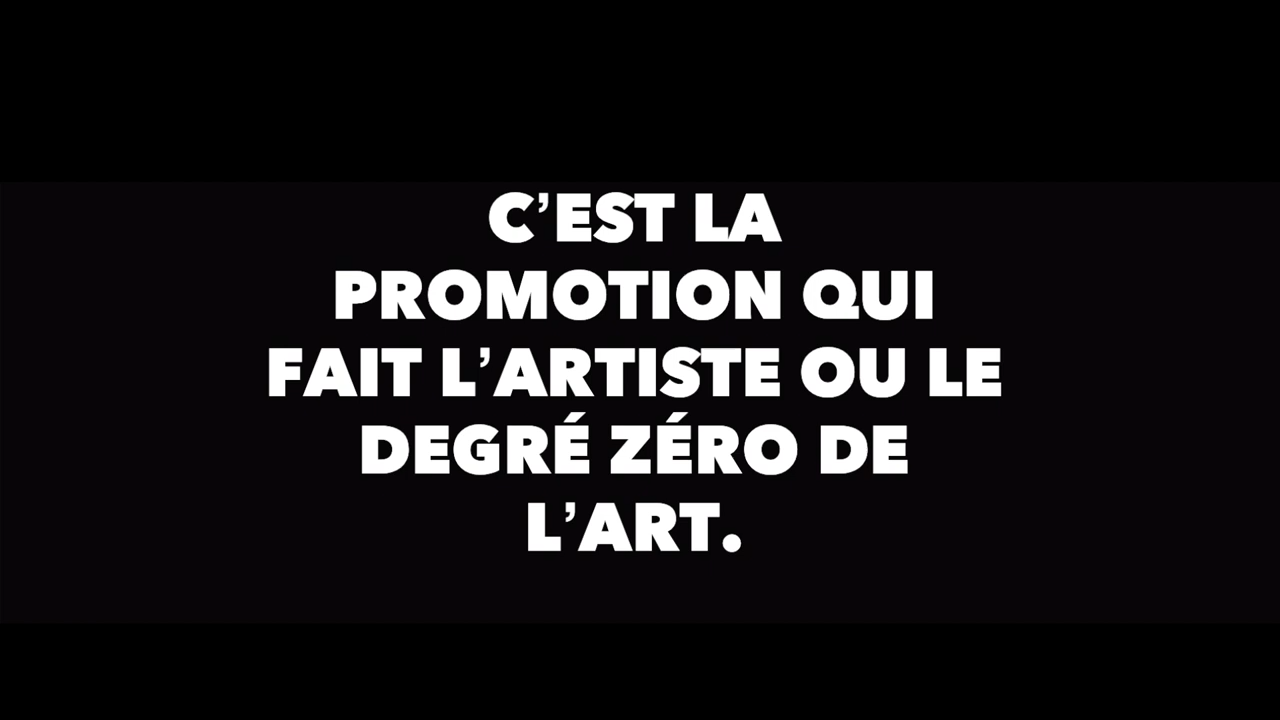 C’EST LA
PROMOTION QUI
FAIT L’ARTISTE OU LE
DEGRÉ ZÉRO DE
L’ART.